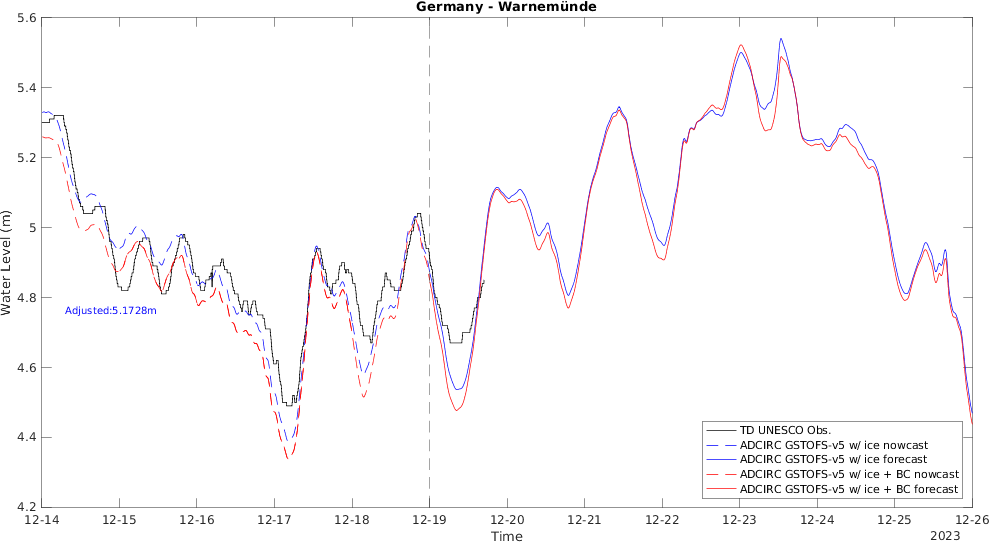 Germany - Warnemünde
5.6
5.4
5.2
5
4.8
4.6
4.4
4.2
Water Level (m)
Adjusted:5.1728m
TD UNESCO Obs.
ADCIRC GSTOFS-v5 w/ ice nowcast
ADCIRC GSTOFS-v5 w/ ice forecast
ADCIRC GSTOFS-v5 w/ ice + BC nowcast
ADCIRC GSTOFS-v5 w/ ice + BC forecast
12-14 12-15 12-16 12-17 12-18 12-19 12-20 12-21 12-22 12-23 12-24 12-25 12-26
Time
2023